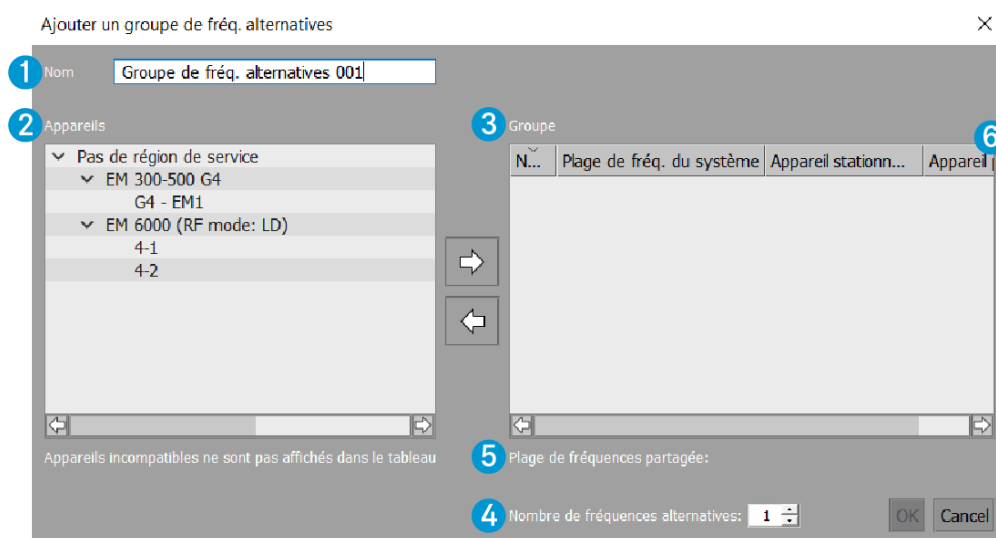 Ajouter un groupe de fréq. alternatives
1 Nom Groupe de fréq. alternatives 001
2 Appareils
Pas de région de service
EM 300-500 G4
G4 - EM1
EM 6000 (RF mode: LD)
4-1
4-2
Appareils incompatibles ne sont pas affichés dans le tableau
3 Groupe
6
N... Plage de fréq. du système Appareil stationn... Appareil
5 Plage de fréquences partagée:
4 Nombre de fréquences alternatives: 1
OK Cancel